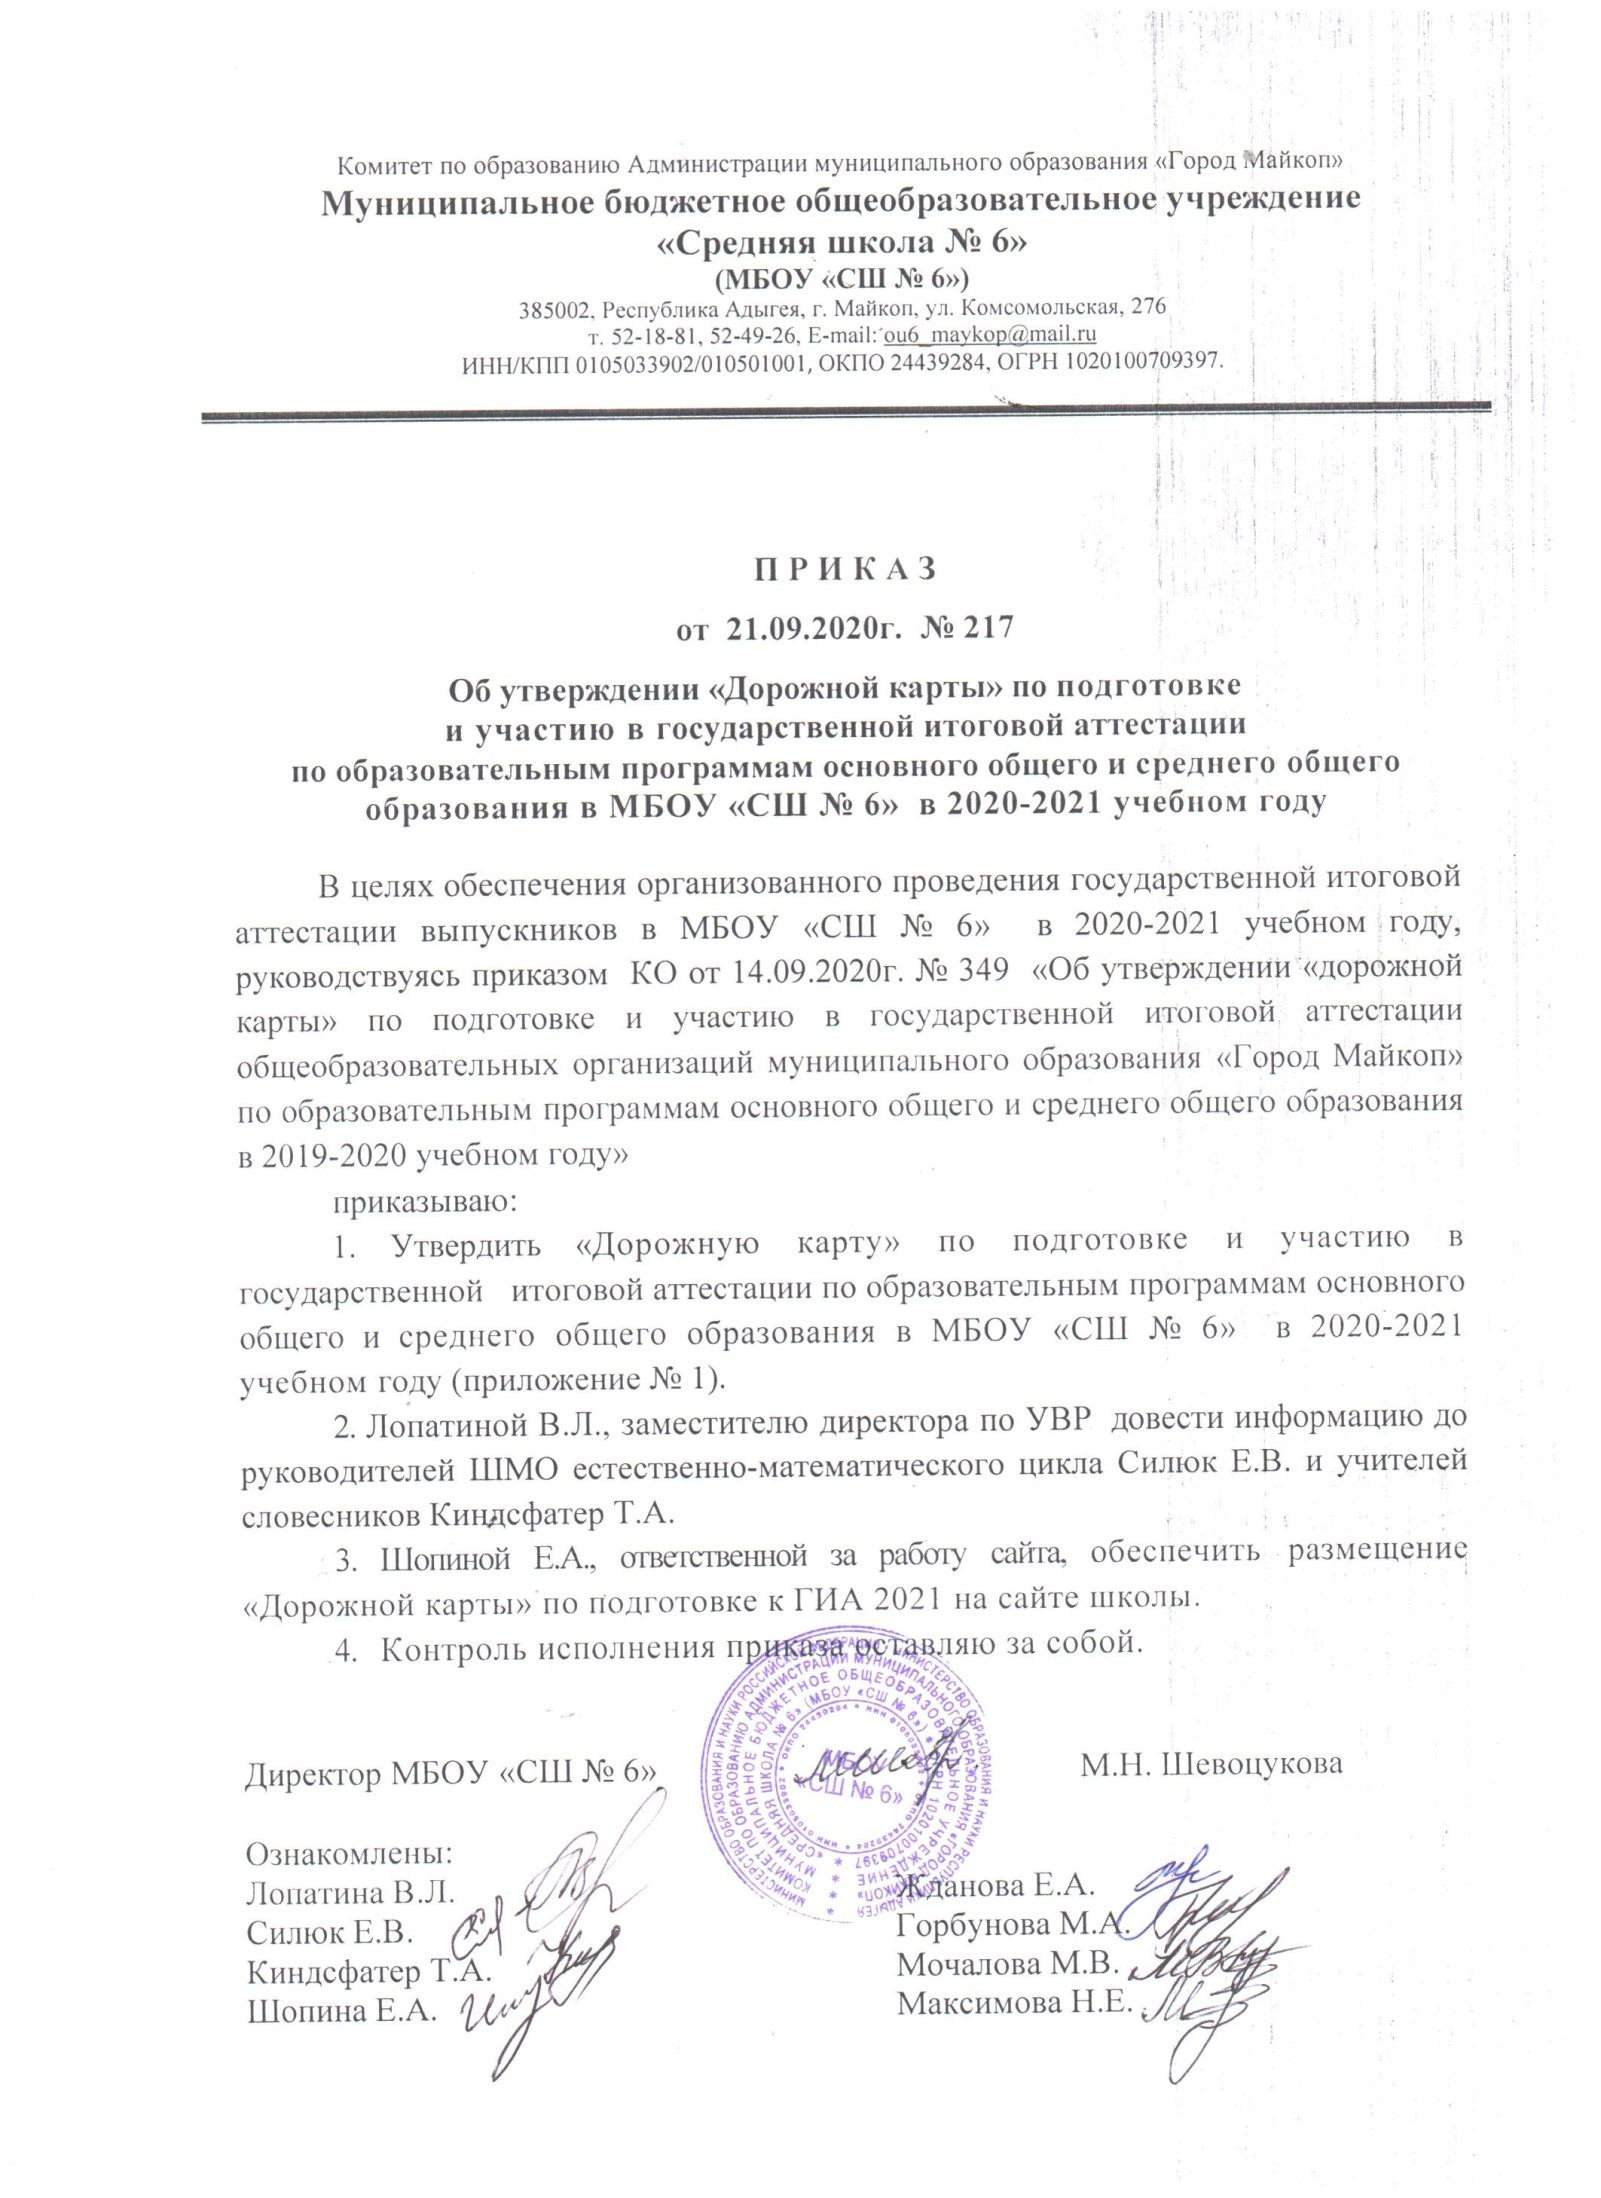 Комитет по образованию Администрации муниципального образования «Город Майкоп»
Муниципальное бюджетное общеобразовательное учреждение
«Средняя школа № 6»
(МБОУ «СШ № 6»)
385002, Республика Адыгея, г. Майкоп, ул. Комсомольская, 276
т. 52-18-81, 52-49-26, E-mail: ou6_maykop@mail.ru
ИНН/КПП 0105033902/010501001, ОКПО 24439284, ОГРН 1020100709397.
П Р И К А З
от 21.09.2020г. № 217
Об утверждении «Дорожной карты» по подготовке
и участию в государственной итоговой аттестации
по образовательным программам основного общего и среднего общего
образования в МБОУ «СШ № 6» в 2020-2021 учебном году
В целях обеспечения организованного проведения государственной итоговой
аттестации выпускников в МБОУ «СШ № 6» в 2020-2021 учебном году,
руководствуясь приказом КО от 14.09.2020г. № 349 «Об утверждении «дорожной
карты» по подготовке и участию в государственной итоговой аттестации
общеобразовательных организаций муниципального образования «Город Майкоп»
по образовательным программам основного общего и среднего общего образования
в 2019-2020 учебном году»
приказываю:
1. Утвердить «Дорожную карту» по подготовке и участию в
государственной итоговой аттестации по образовательным программам основного
общего и среднего общего образования в МБОУ «СШ № 6» в 2020-2021
учебном году (приложение № 1).
2. Лопатиной В.Л., заместителю директора по УВР довести информацию до
руководителей ШМО естественно-математического цикла Силюк Е.В. и учителей
словесников Киндсфатер Т.А.
3. Шопиной Е.А., ответственной за работу сайта, обеспечить размещение
«Дорожной карты» по подготовке к ГИА 2021 на сайте школы.
4. Контроль исполнения приказа оставляю за собой.
Директор МБОУ «СШ № 6» М.Н. Шевоцукова
МБОУ
«СШ № 6»
Ознакомлены:
Лопатина В.Л. Жданова Е.А.
Силюк Е.В. Горбунова М.А.
Киндсфатер Т.А. Мочалова М.В.
Шопина Е.А. Максимова Н.Е.